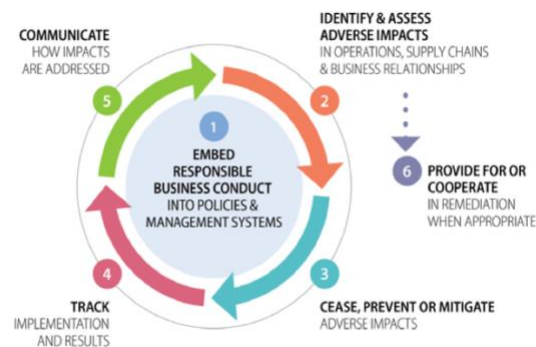 1
EMBED
RESPONSIBLE
BUSINESS CONDUCT
INTO POLICIES &
MANAGEMENT SYSTEMS
2
IDENTIFY & ASSESS
ADVERSE IMPACTS
IN OPERATIONS, SUPPLY CHAINS
& BUSINESS RELATIONSHIPS
3
CEASE, PREVENT OR MITIGATE
ADVERSE IMPACTS
4
TRACK
IMPLEMENTATION
AND RESULTS
5
COMMUNICATE
HOW IMPACTS
ARE ADDRESSED
6
PROVIDE FOR OR
COOPERATE
IN REMEDIATION
WHEN APPROPRIATE